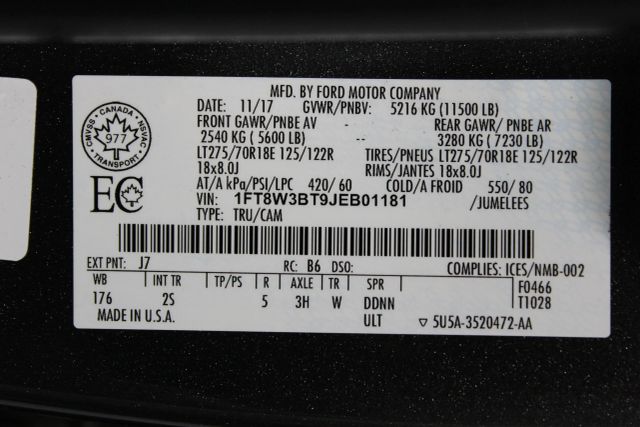 MFD. BY FORD MOTOR COMPANY
DATE: 11/17 GVWR/PNBV: 5216 KG (11500 LB)
FRONT GAWR/PNBE AV - REAR GAWR/ PNBE AR
2540 KG ( 5600 LB) -- 3280 KG ( 7230 LB)
LT275/70R18E 125/122R TIRES/PNEUS LT275/70R18E 125/122R
18x8.0J RIMS/JANTES 18x8.0J
AT/A kPa/PSI/LPC 420/ 60 COLD/A FROID 550/ 80
VIN: 1FT8W3BT9JEB01181 /JUMELEES
TYPE: TRU/CAM
CANADA
CMVSS - NSVAC
977
TRANSPORT
EC
EXT PNT: J7 RC: B6 DSO: COMPLIES: ICES/NMB-002
WB INT TR TP/PS R AXLE TR SPR F0466
176 2S 5 3H W DDNN T1028
MADE IN U.S.A. ULT ▽ 5U5A-3520472-AA